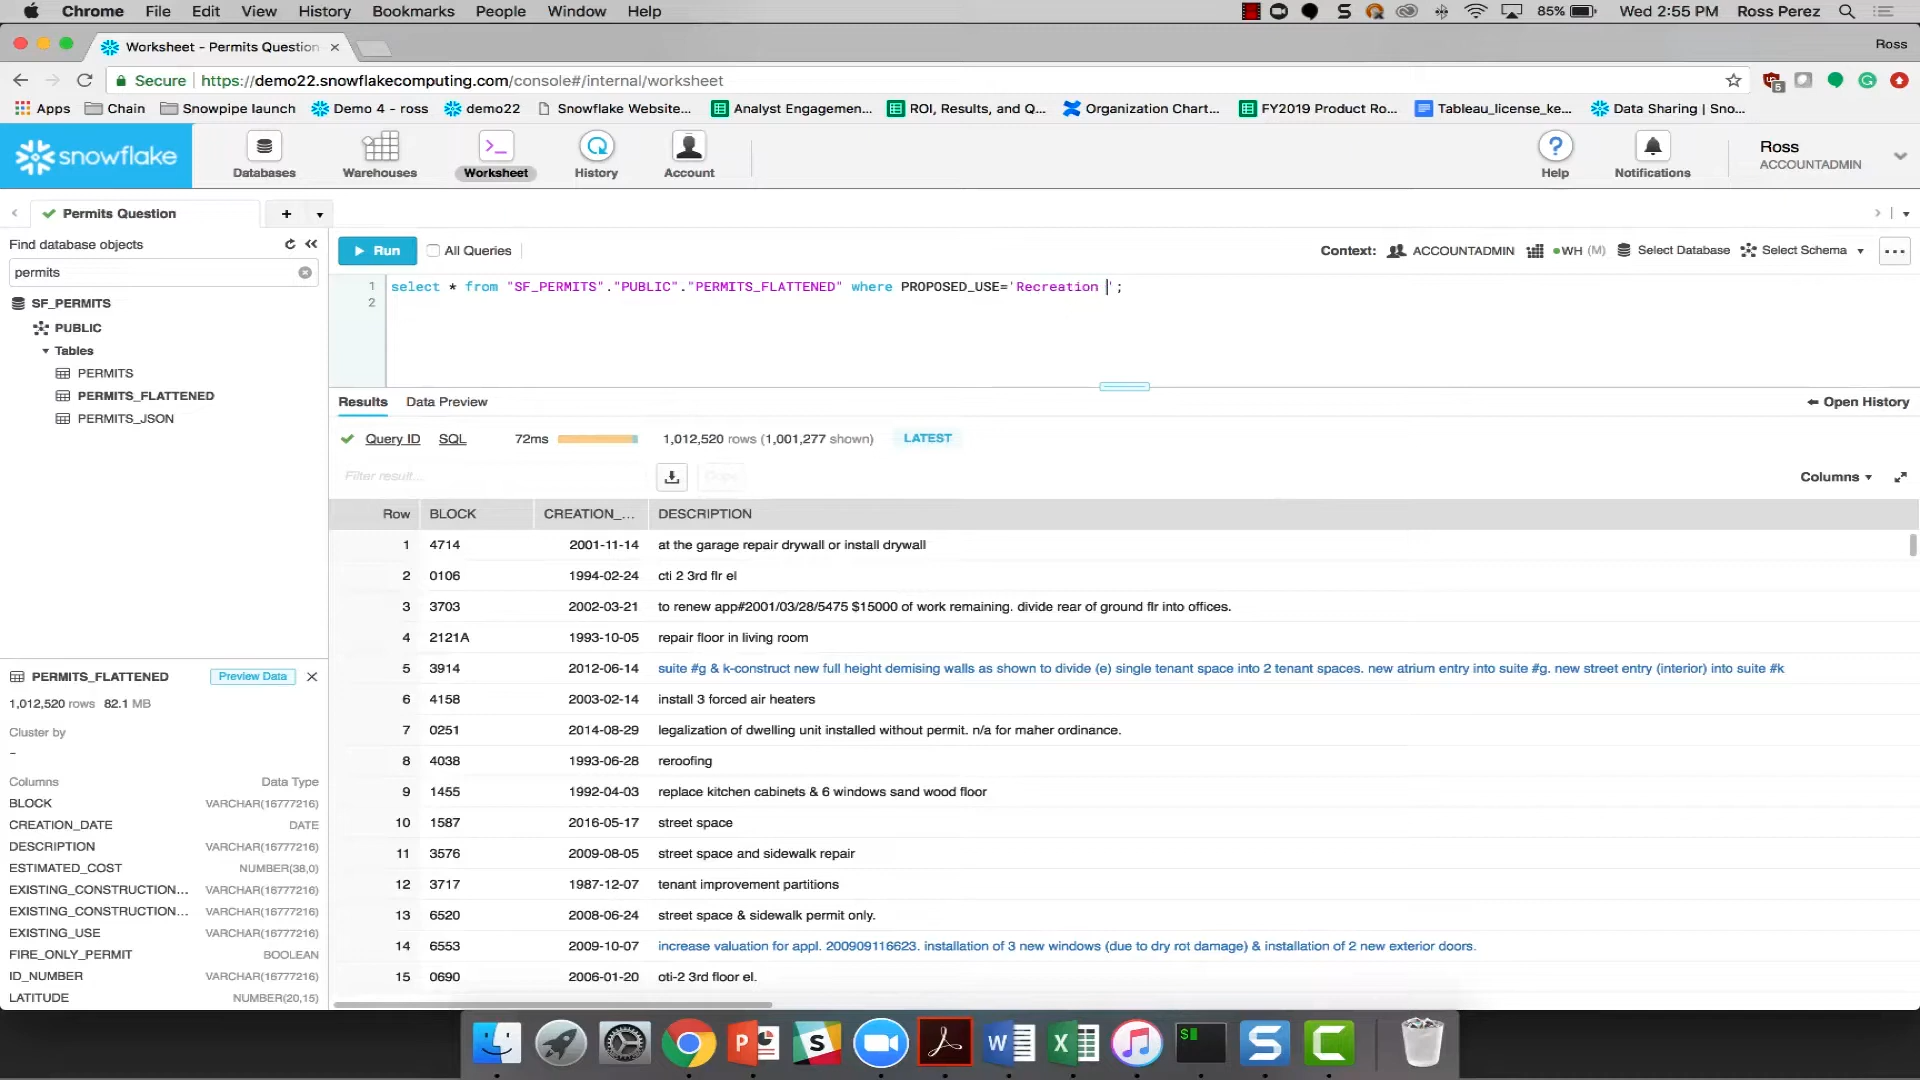 Chrome File Edit View History Bookmarks People Window Help 85% Wed 2:55 PM Ross Perez
Worksheet - Permits Question Ross
Secure https://demo22.snowflakecomputing.com/console#/internal/worksheet 5
Apps Chain Snowpipe launch Demo 4 - ross demo22 Snowflake Website... Analyst Engagemen... ROI, Results, and Q... Organization Chart... FY2019 Product Ro... Tableau_license_ke... Data Sharing | Sno...
snowflake Databases Warehouses Worksheet History Account Help Notifications Ross
ACCOUNTADMIN
Permits Question + 
Find database objects
permits
SF_PERMITS
PUBLIC
Tables
PERMITS
PERMITS_FLATTENED
PERMITS_JSON
Run All Queries Context: ACCOUNTADMIN WH (M) Select Database Select Schema ...
1 select * from "SF_PERMITS"."PUBLIC"."PERMITS_FLATTENED" where PROPOSED_USE='Recreation ';
2
Results Data Preview Open History
Query ID SQL 72ms 1,012,520 rows (1,001,277 shown) LATEST
Filter result... Copy Columns
Row BLOCK CREATION_... DESCRIPTION
1 4714 2001-11-14 at the garage repair drywall or install drywall
2 0106 1994-02-24 cti 2 3rd flr el
3 3703 2002-03-21 to renew app#2001/03/28/5475 $15000 of work remaining. divide rear of ground flr into offices.
4 2121A 1993-10-05 repair floor in living room
5 3914 2012-06-14 suite #g & k-construct new full height demising walls as shown to divide (e) single tenant space into 2 tenant spaces. new atrium entry into suite #g. new street entry (interior) into suite #k
6 4158 2003-02-14 install 3 forced air heaters
7 0251 2014-08-29 legalization of dwelling unit installed without permit. n/a for maher ordinance.
8 4038 1993-06-28 reroofing
9 1455 1992-04-03 replace kitchen cabinets & 6 windows sand wood floor
10 1587 2016-05-17 street space
11 3576 2009-08-05 street space and sidewalk repair
12 3717 1987-12-07 tenant improvement partitions
13 6520 2008-06-24 street space & sidewalk permit only.
14 6553 2009-10-07 increase valuation for appl. 200909116623. installation of 3 new windows (due to dry rot damage) & installation of 2 new exterior doors.
15 0690 2006-01-20 oti-2 3rd floor el.
PERMITS_FLATTENED Preview Data
1,012,520 rows 82.1 MB
Cluster by
–
Columns Data Type
BLOCK VARCHAR(16777216)
CREATION_DATE DATE
DESCRIPTION VARCHAR(16777216)
ESTIMATED_COST NUMBER(38,0)
EXISTING_CONSTRUCTION... VARCHAR(16777216)
EXISTING_CONSTRUCTION... VARCHAR(16777216)
EXISTING_USE VARCHAR(16777216)
FIRE_ONLY_PERMIT BOOLEAN
ID_NUMBER VARCHAR(16777216)
LATITUDE NUMBER(20,15)
P S W X $ S C